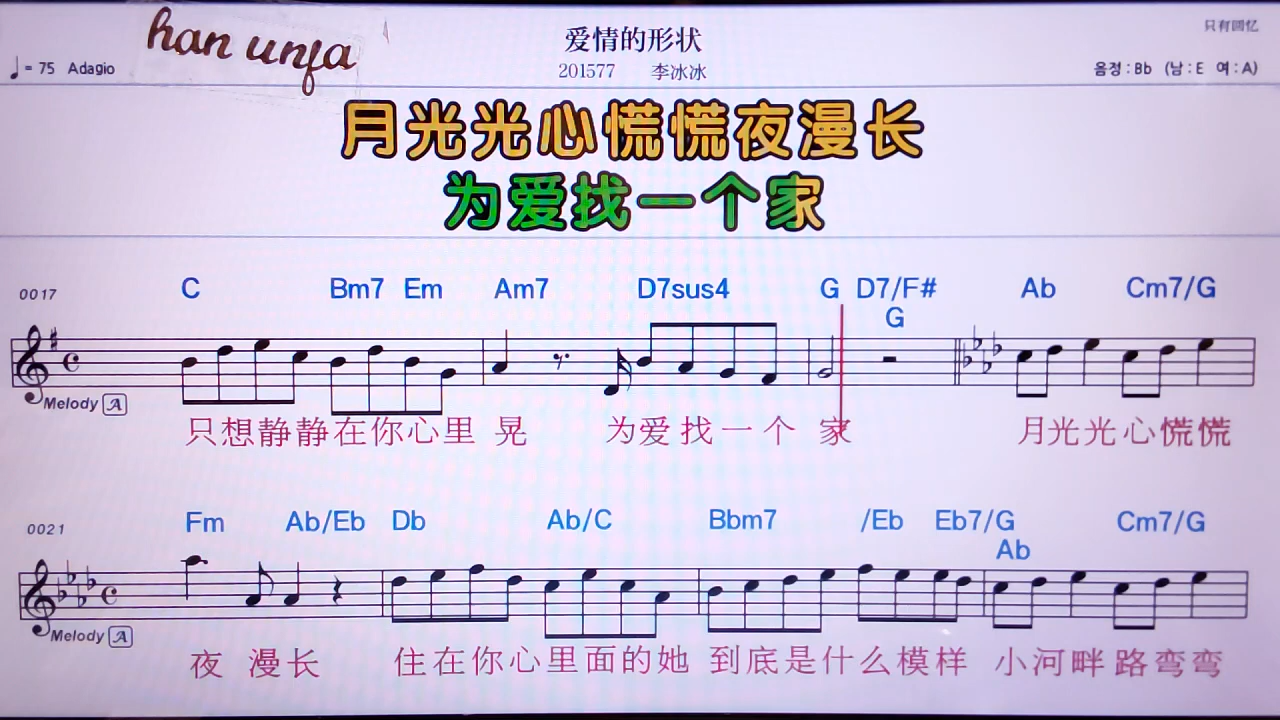 han unfa
爱情的形状
只有回忆
♩= 75 Adagio
201577 李冰冰
음정 : Bb (남 : E 여 : A)
月光光心慌慌夜漫长
为爱找一个家
0017 C Bm7 Em Am7 D7sus4 G D7/F# Ab Cm7/G
G
Melody A
只想静静在你心里 晃 为爱找一个 家 月光光心慌慌
0021 Fm Ab/Eb Db Ab/C Bbm7 /Eb Eb7/G Cm7/G
Ab
Melody A
夜 漫长 住在你心里面的她 到底是什么模样 小河畔路弯弯